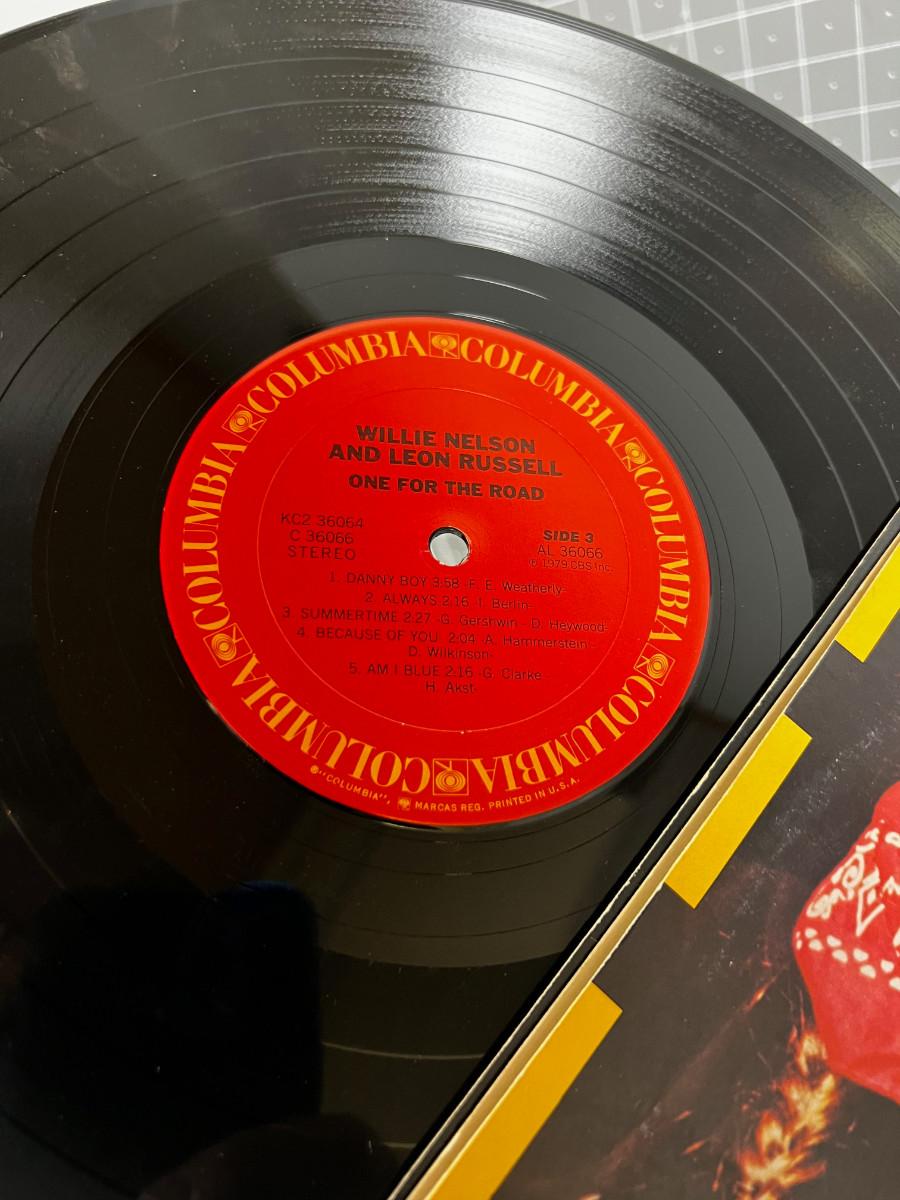 COLUMBIA COLUMBIA COLUMBIA COLUMBIA COLUMBIA COLUMBIA
WILLIE NELSON
AND LEON RUSSELL
ONE FOR THE ROAD
KC2 36064
C 36066
STEREO
SIDE 3
AL 36066
℗ 1979 CBS Inc.
1. DANNY BOY 3:58 -F. E. Weatherly-
2. ALWAYS 2:16 -I. Berlin-
3. SUMMERTIME 2:27 -G. Gershwin - D. Heywood-
4. BECAUSE OF YOU 2:04 -A. Hammerstein -
D. Wilkinson-
5. AM I BLUE 2:16 -G. Clarke -
H. Akst-
®"COLUMBIA", MARCAS REG. PRINTED IN U.S.A.